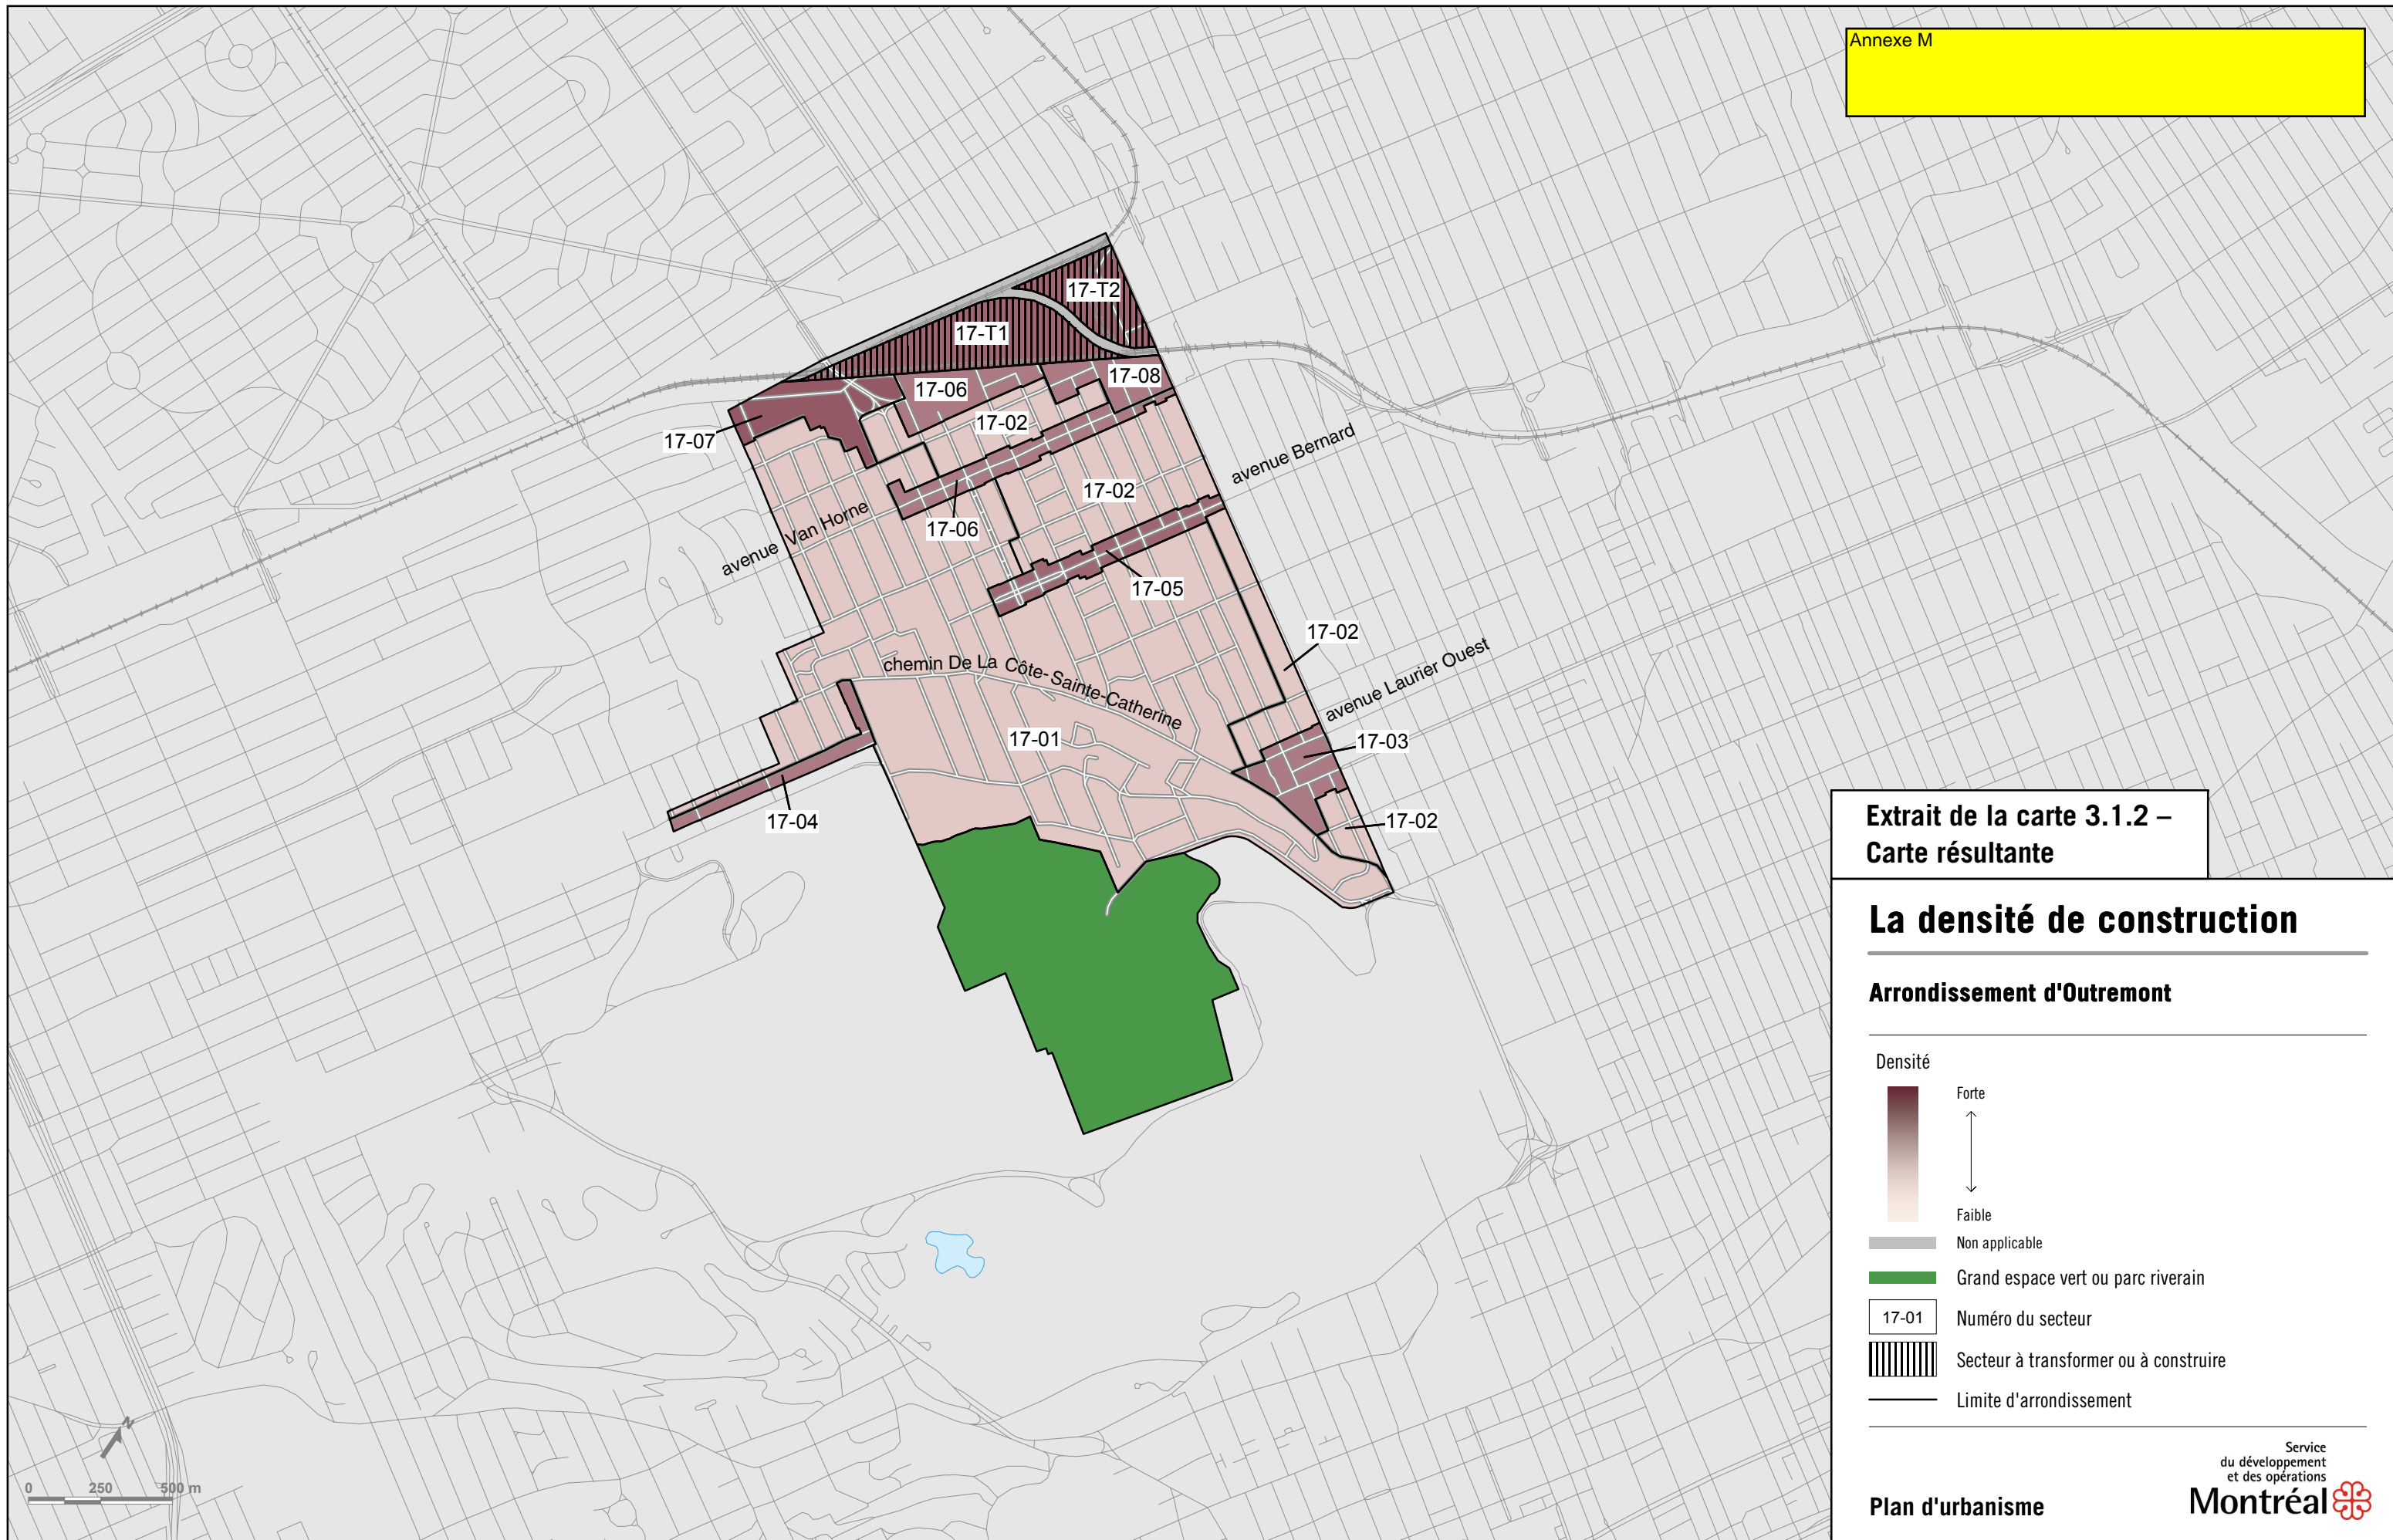 Annexe M
17-T2
17-T1
17-08
17-06
17-02
17-07
avenue Bernard
17-02
avenue Van Horne
17-06
17-05
17-02
avenue Laurier Ouest
chemin De La Côte-Sainte-Catherine
17-01
17-03
17-04
17-02
Extrait de la carte 3.1.2 –
Carte résultante
La densité de construction
Arrondissement d'Outremont
Densité
Forte
Faible
Non applicable
Grand espace vert ou parc riverain
17-01 Numéro du secteur
Secteur à transformer ou à construire
Limite d'arrondissement
N
0 250 500 m
Service
du développement
et des opérations
Montréal
Plan d'urbanisme